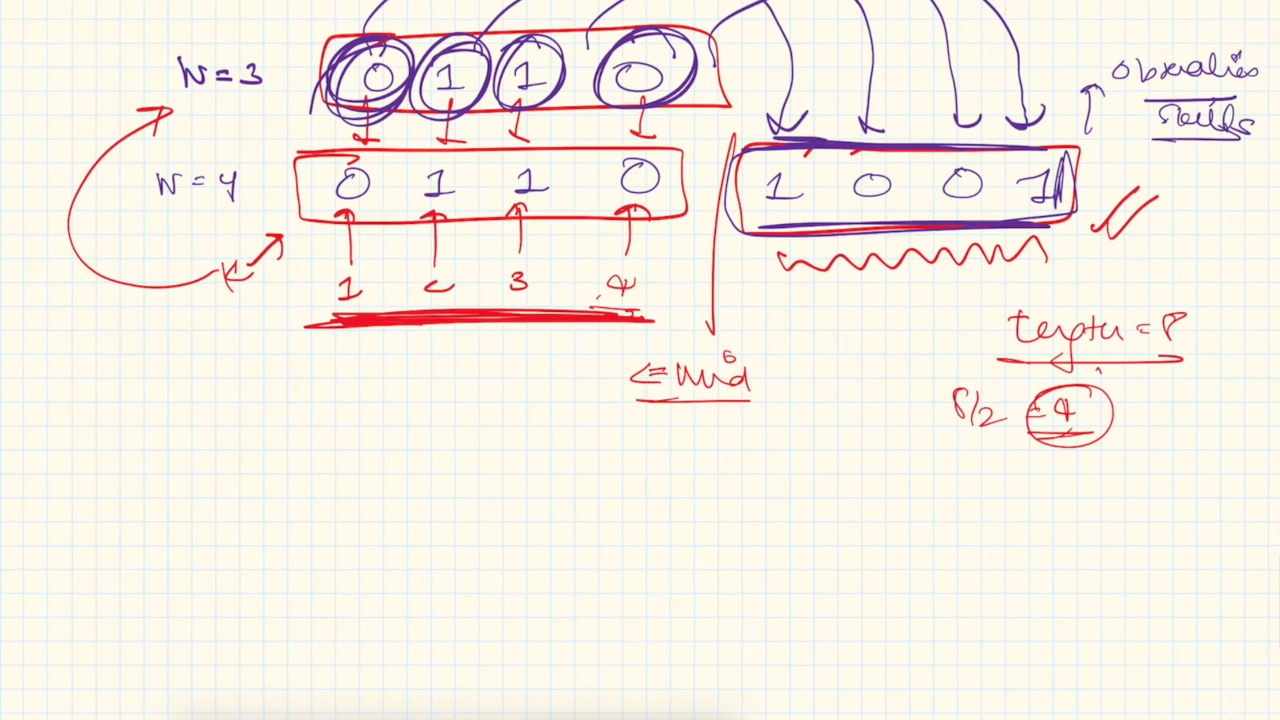 N = 3 0 1 1 0
N = 4 0 1 1 0 1 0 0 1
K
1 2 3 4
<= mid
length = 8
8/2 = 4